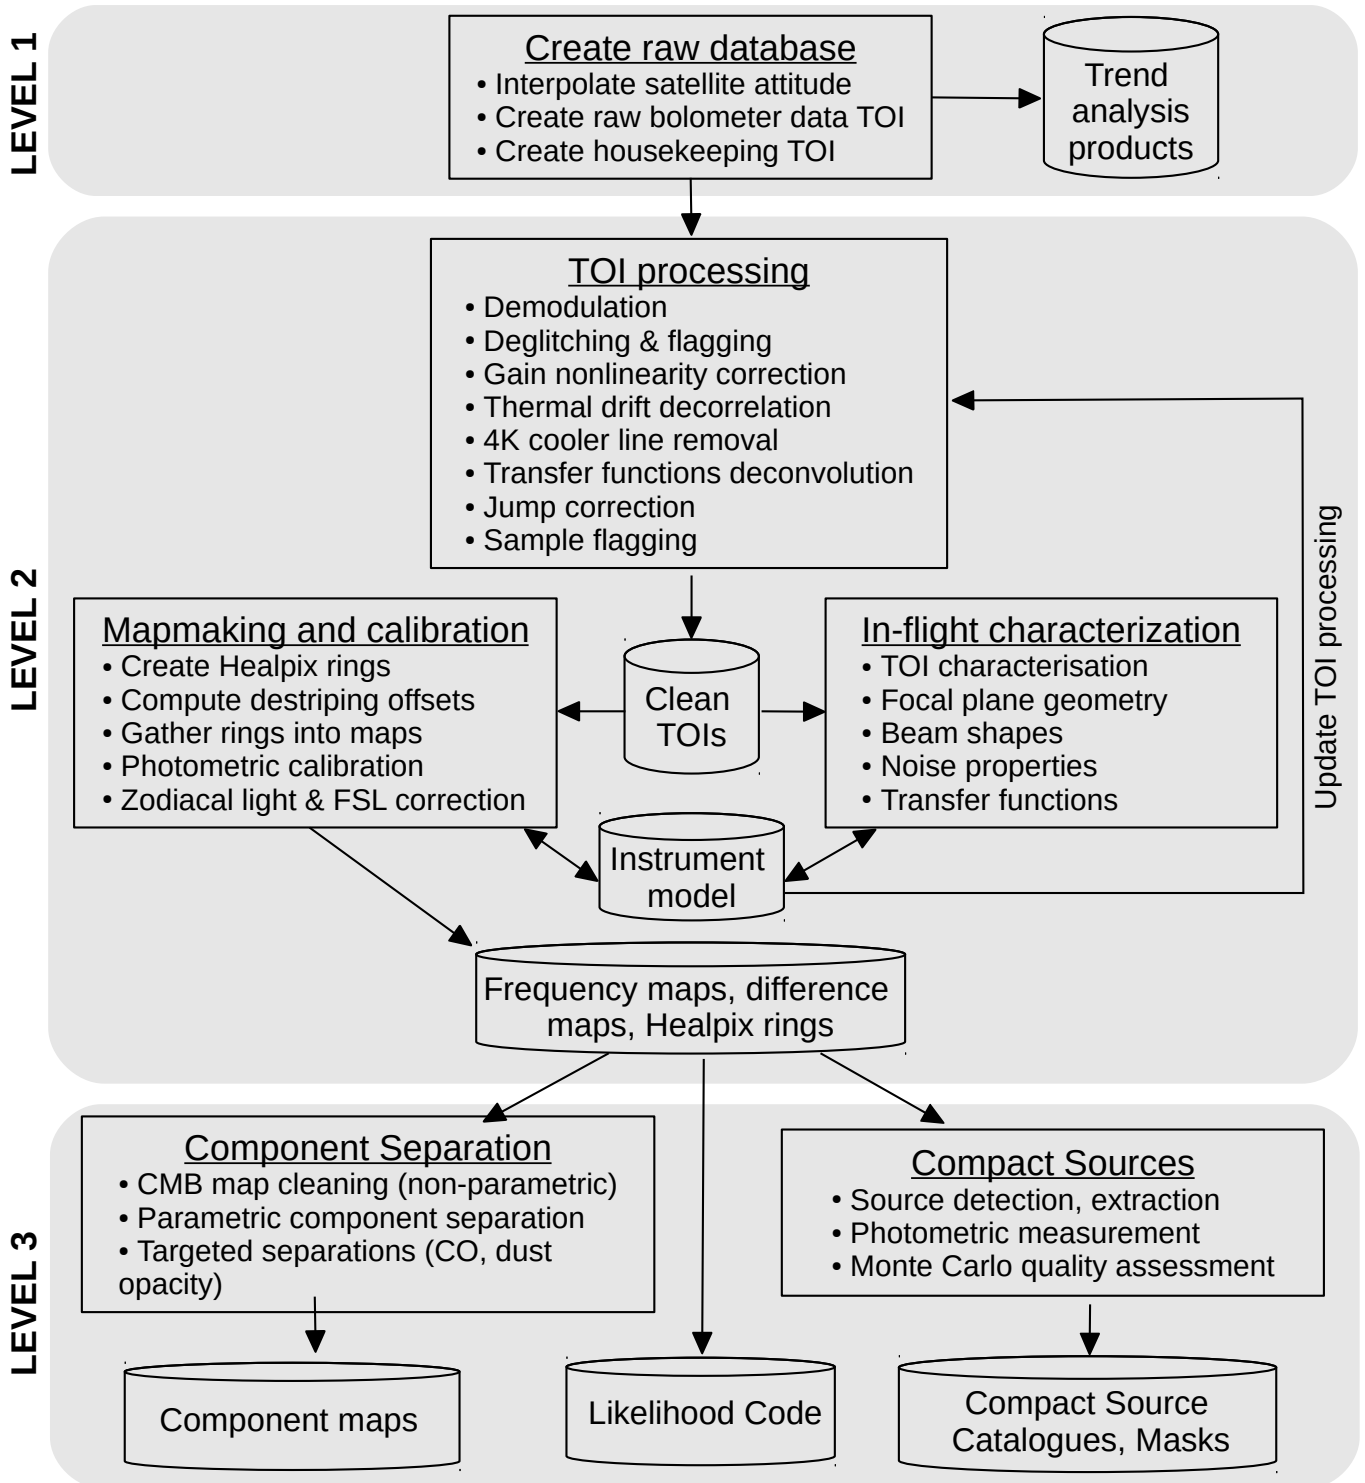 LEVEL 1
Create raw database
• Interpolate satellite attitude
• Create raw bolometer data TOI
• Create housekeeping TOI
Trend
analysis
products
LEVEL 2
TOI processing
• Demodulation
• Deglitching & flagging
• Gain nonlinearity correction
• Thermal drift decorrelation
• 4K cooler line removal
• Transfer functions deconvolution
• Jump correction
• Sample flagging
Update TOI processing
Mapmaking and calibration
• Create Healpix rings
• Compute destriping offsets
• Gather rings into maps
• Photometric calibration
• Zodiacal light & FSL correction
Clean
TOIs
In-flight characterization
• TOI characterisation
• Focal plane geometry
• Beam shapes
• Noise properties
• Transfer functions
Instrument
model
Frequency maps, difference
maps, Healpix rings
LEVEL 3
Component Separation
• CMB map cleaning (non-parametric)
• Parametric component separation
• Targeted separations (CO, dust
opacity)
Compact Sources
• Source detection, extraction
• Photometric measurement
• Monte Carlo quality assessment
Component maps
Likelihood Code
Compact Source
Catalogues, Masks